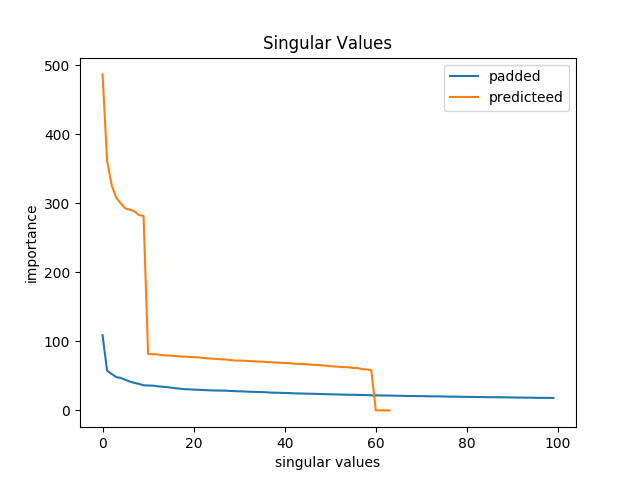 Singular Values
padded
predicteed
importance
500
400
300
200
100
0
0 20 40 60 80 100
singular values